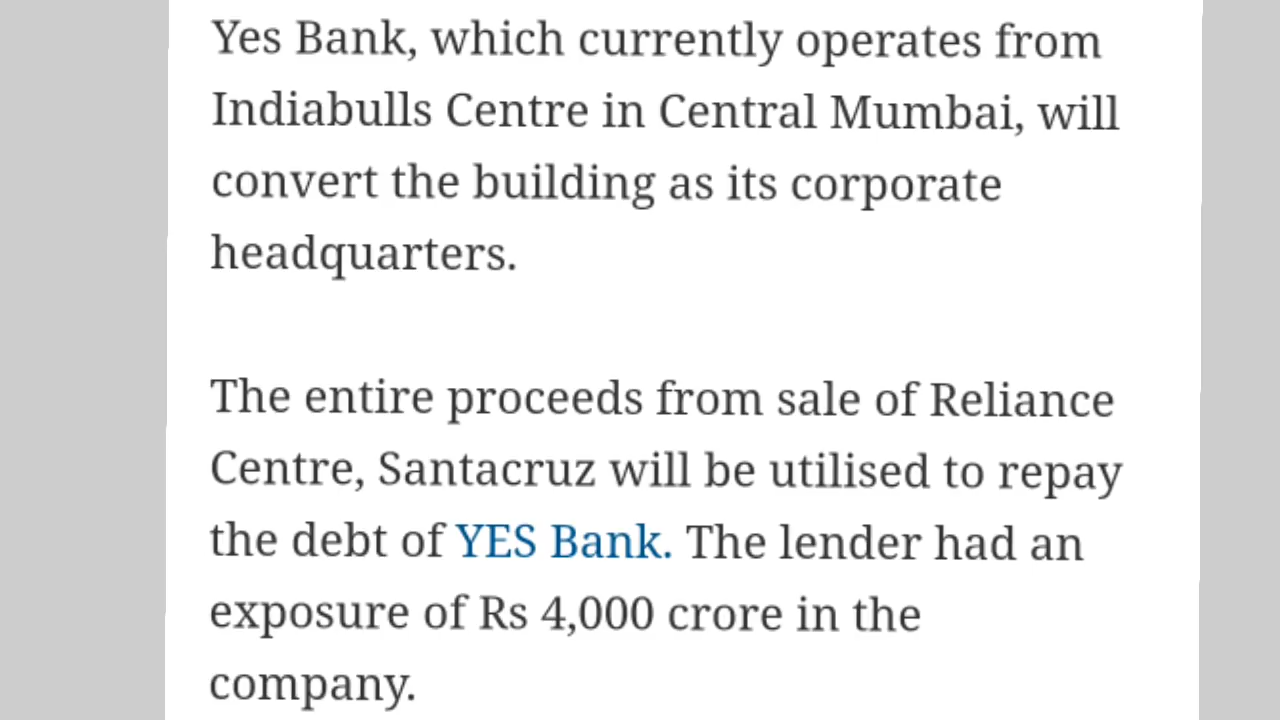 Yes Bank, which currently operates from
Indiabulls Centre in Central Mumbai, will
convert the building as its corporate
headquarters.
The entire proceeds from sale of Reliance
Centre, Santacruz will be utilised to repay
the debt of YES Bank. The lender had an
exposure of Rs 4,000 crore in the
company.